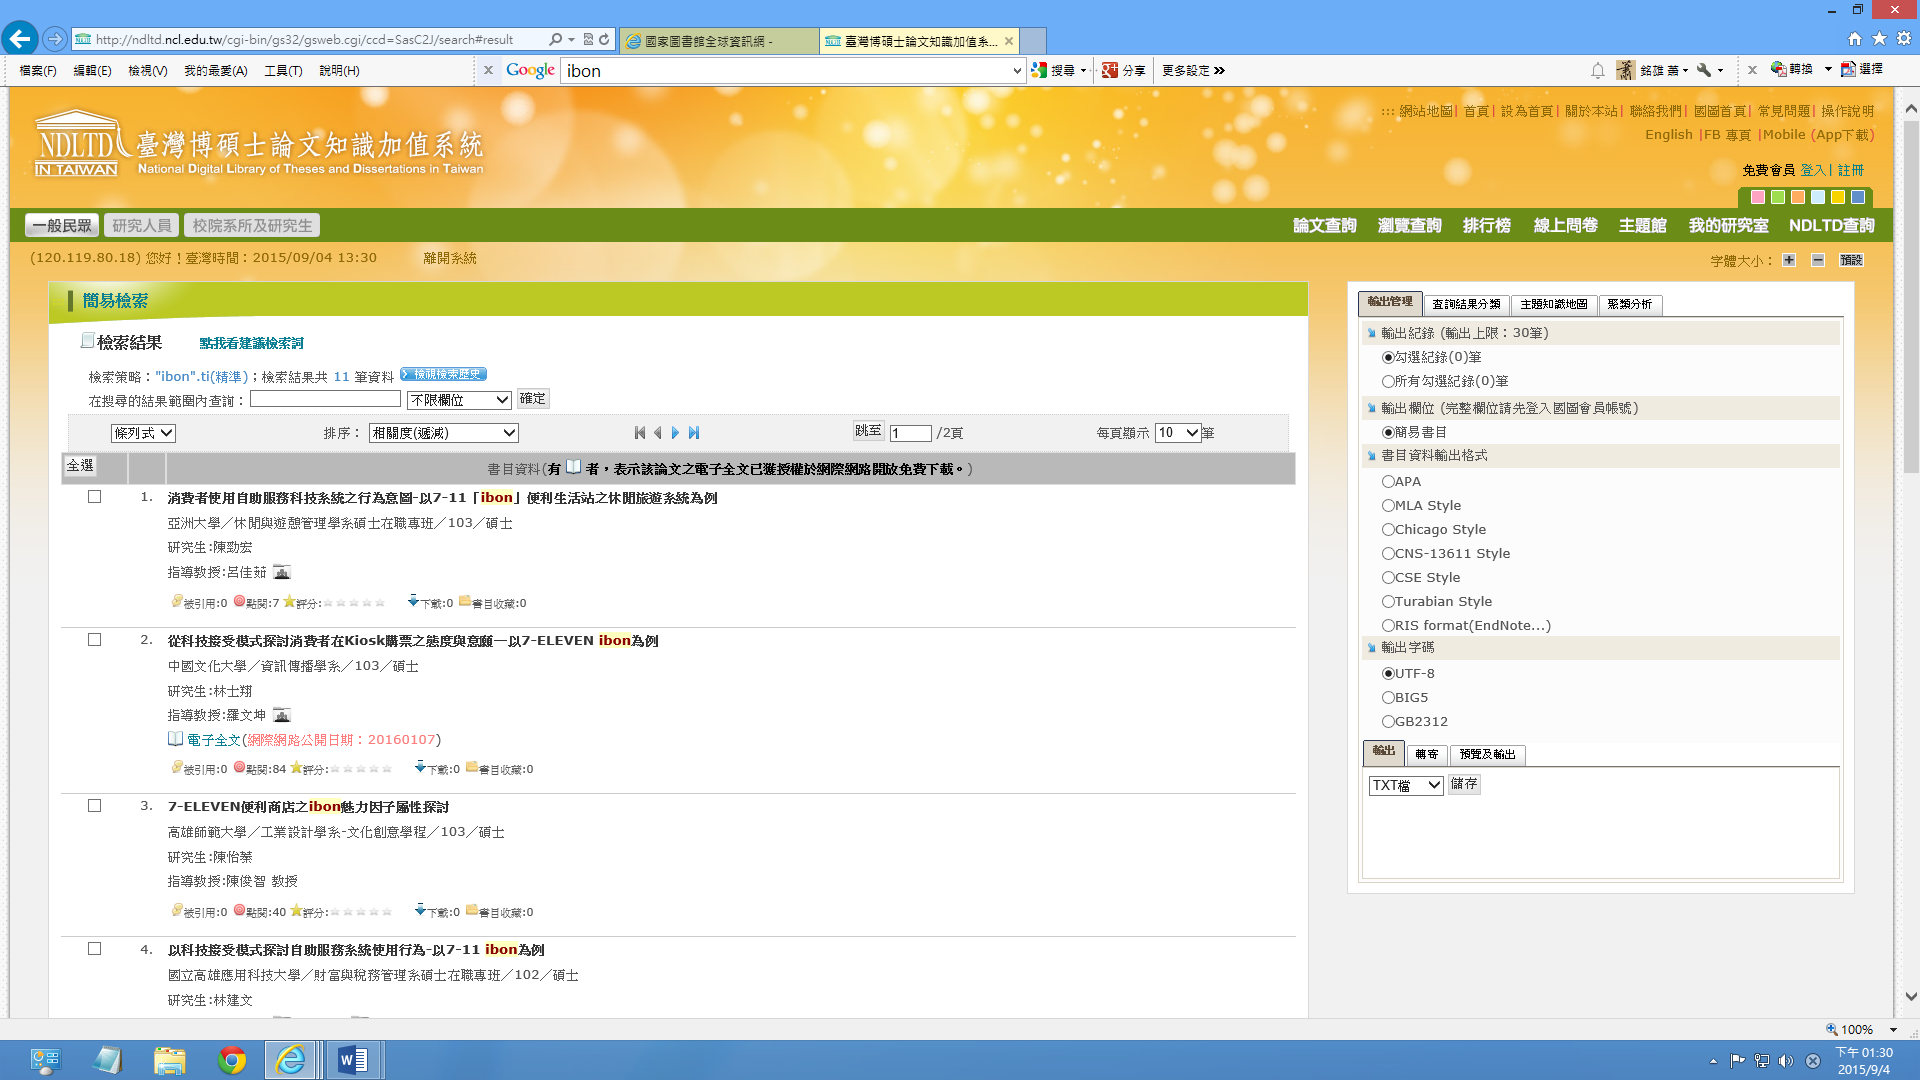 http://ndltd.ncl.edu.tw/cgi-bin/gs32/gsweb.cgi/ccd=SasC2J/search#result
國家圖書館全球資訊網 -
臺灣博碩士論文知識加值系...
檔案(F) 編輯(E) 檢視(V) 我的最愛(A) 工具(T) 說明(H)
x Google ibon 搜尋 分享 更多設定 »
銘雄 蕭 x 轉換 選擇
::: 網站地圖| 首頁| 設為首頁| 關於本站| 聯絡我們| 國圖首頁| 常見問題| 操作說明
English |FB 專頁 |Mobile (App下載)
NDLTD IN TAIWAN
臺灣博碩士論文知識加值系統
National Digital Library of Theses and Dissertations in Taiwan
免費會員 登入| 註冊
一般民眾 研究人員 校院系所及研究生
論文查詢 瀏覽查詢 排行榜 線上問卷 主題館 我的研究室 NDLTD查詢
(120.119.80.18) 您好！臺灣時間：2015/09/04 13:30 離開系統
字體大小： + − 預設
簡易檢索
檢索結果 點我看建議檢索詞
檢索策略："ibon".ti(精準)；檢索結果共 11 筆資料 檢視檢索歷史
在搜尋的結果範圍內查詢： 不限欄位 確定
條列式 排序： 相關度(遞減) 跳至 1 /2頁 每頁顯示 10 筆
全選 書目資料(有 者，表示該論文之電子全文已獲授權於網際網路開放免費下載。)
1. 消費者使用自助服務科技系統之行為意圖-以7-11「ibon」便利生活站之休閒旅遊系統為例
亞洲大學／休閒與遊憩管理學系碩士在職專班／103／碩士
研究生:陳勁宏
指導教授:呂佳茹
被引用:0 點閱:7 評分: 下載:0 書目收藏:0
2. 從科技接受模式探討消費者在Kiosk購票之態度與意願—以7-ELEVEN ibon為例
中國文化大學／資訊傳播學系／103／碩士
研究生:林士翔
指導教授:羅文坤
電子全文(網際網路公開日期：20160107)
被引用:0 點閱:84 評分: 下載:0 書目收藏:0
3. 7-ELEVEN便利商店之ibon魅力因子屬性探討
高雄師範大學／工業設計學系-文化創意學程／103／碩士
研究生:陳怡棻
指導教授:陳俊智 教授
被引用:0 點閱:40 評分: 下載:0 書目收藏:0
4. 以科技接受模式探討自助服務系統使用行為-以7-11 ibon為例
國立高雄應用科技大學／財富與稅務管理系碩士在職專班／102／碩士
研究生:林建文
輸出管理 查詢結果分類 主題知識地圖 聚類分析
輸出紀錄 (輸出上限：30筆)
勾選紀錄(0)筆
所有勾選紀錄(0)筆
輸出欄位 (完整欄位請先登入國圖會員帳號)
簡易書目
書目資料輸出格式
APA
MLA Style
Chicago Style
CNS-13611 Style
CSE Style
Turabian Style
RIS format(EndNote...)
輸出字碼
UTF-8
BIG5
GB2312
輸出 轉寄 預覽及輸出
TXT檔 儲存
100%
下午 01:30
2015/9/4